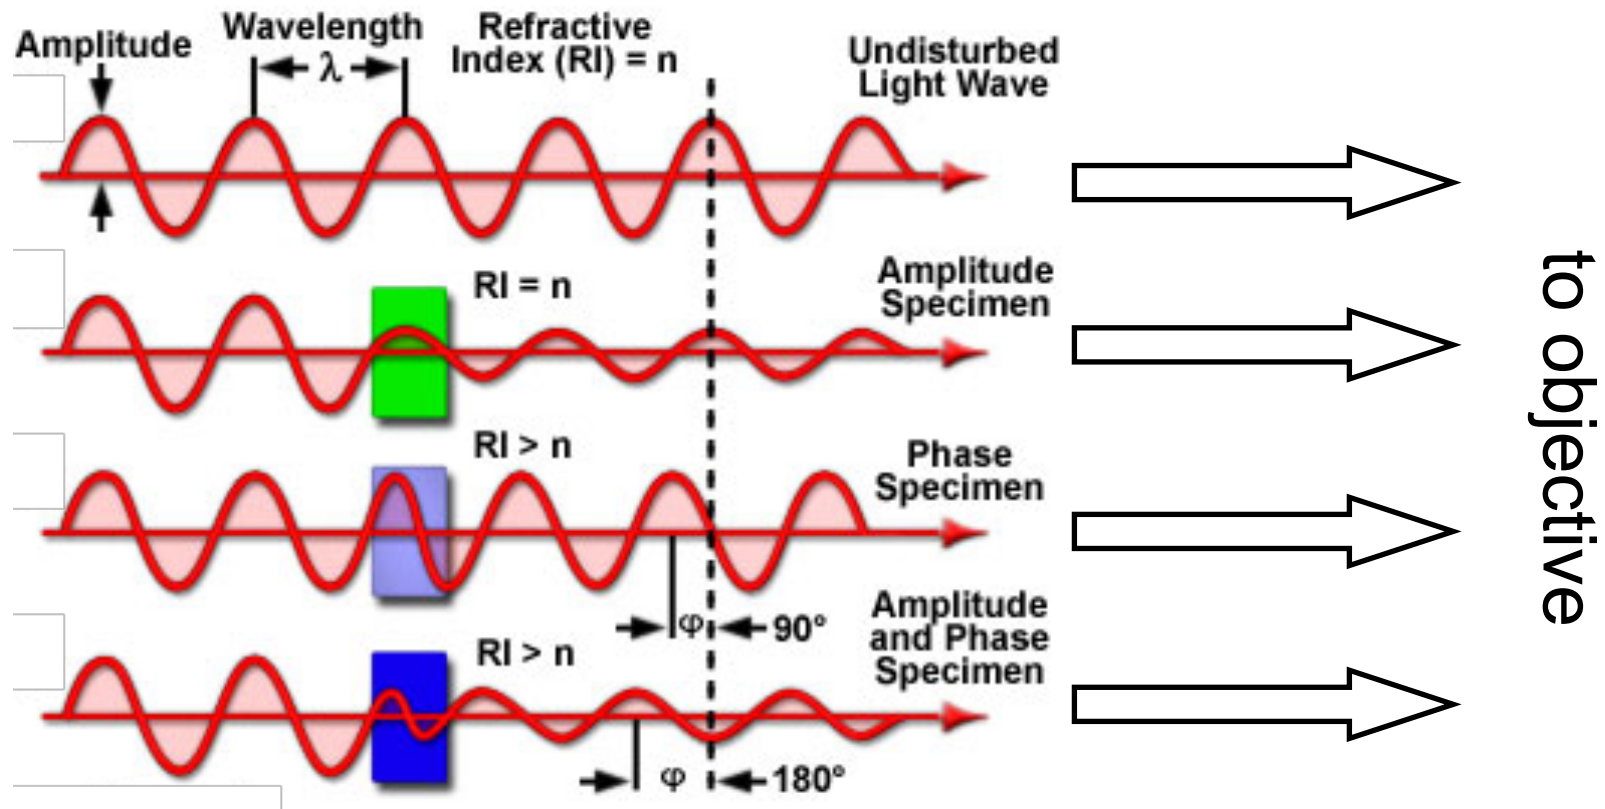 Amplitude
Wavelength
λ
Refractive
Index (RI) = n
Undisturbed
Light Wave
RI = n
Amplitude
Specimen
RI > n
Phase
Specimen
φ
90°
RI > n
Amplitude
and Phase
Specimen
φ
180°
to objective